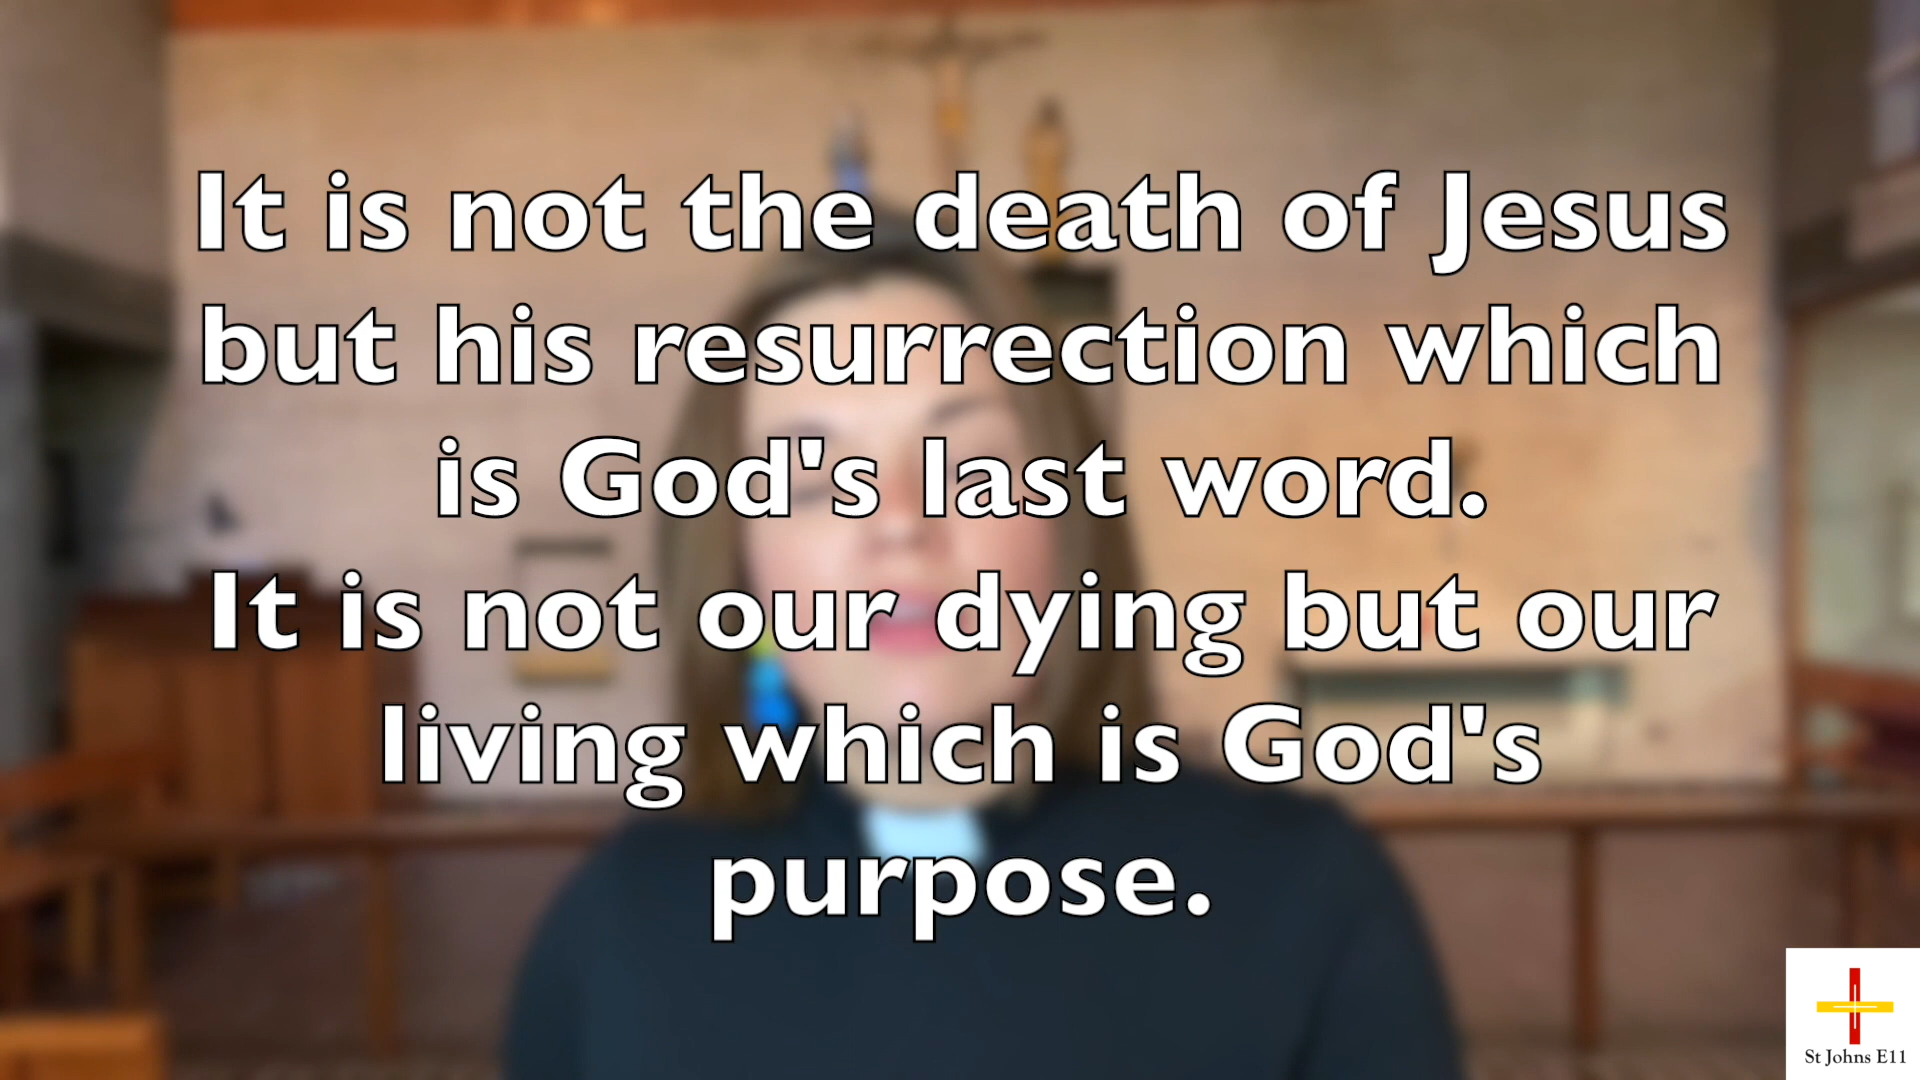 It is not the death of Jesus
but his resurrection which
is God's last word.
It is not our dying but our
living which is God's
purpose.
St Johns E11